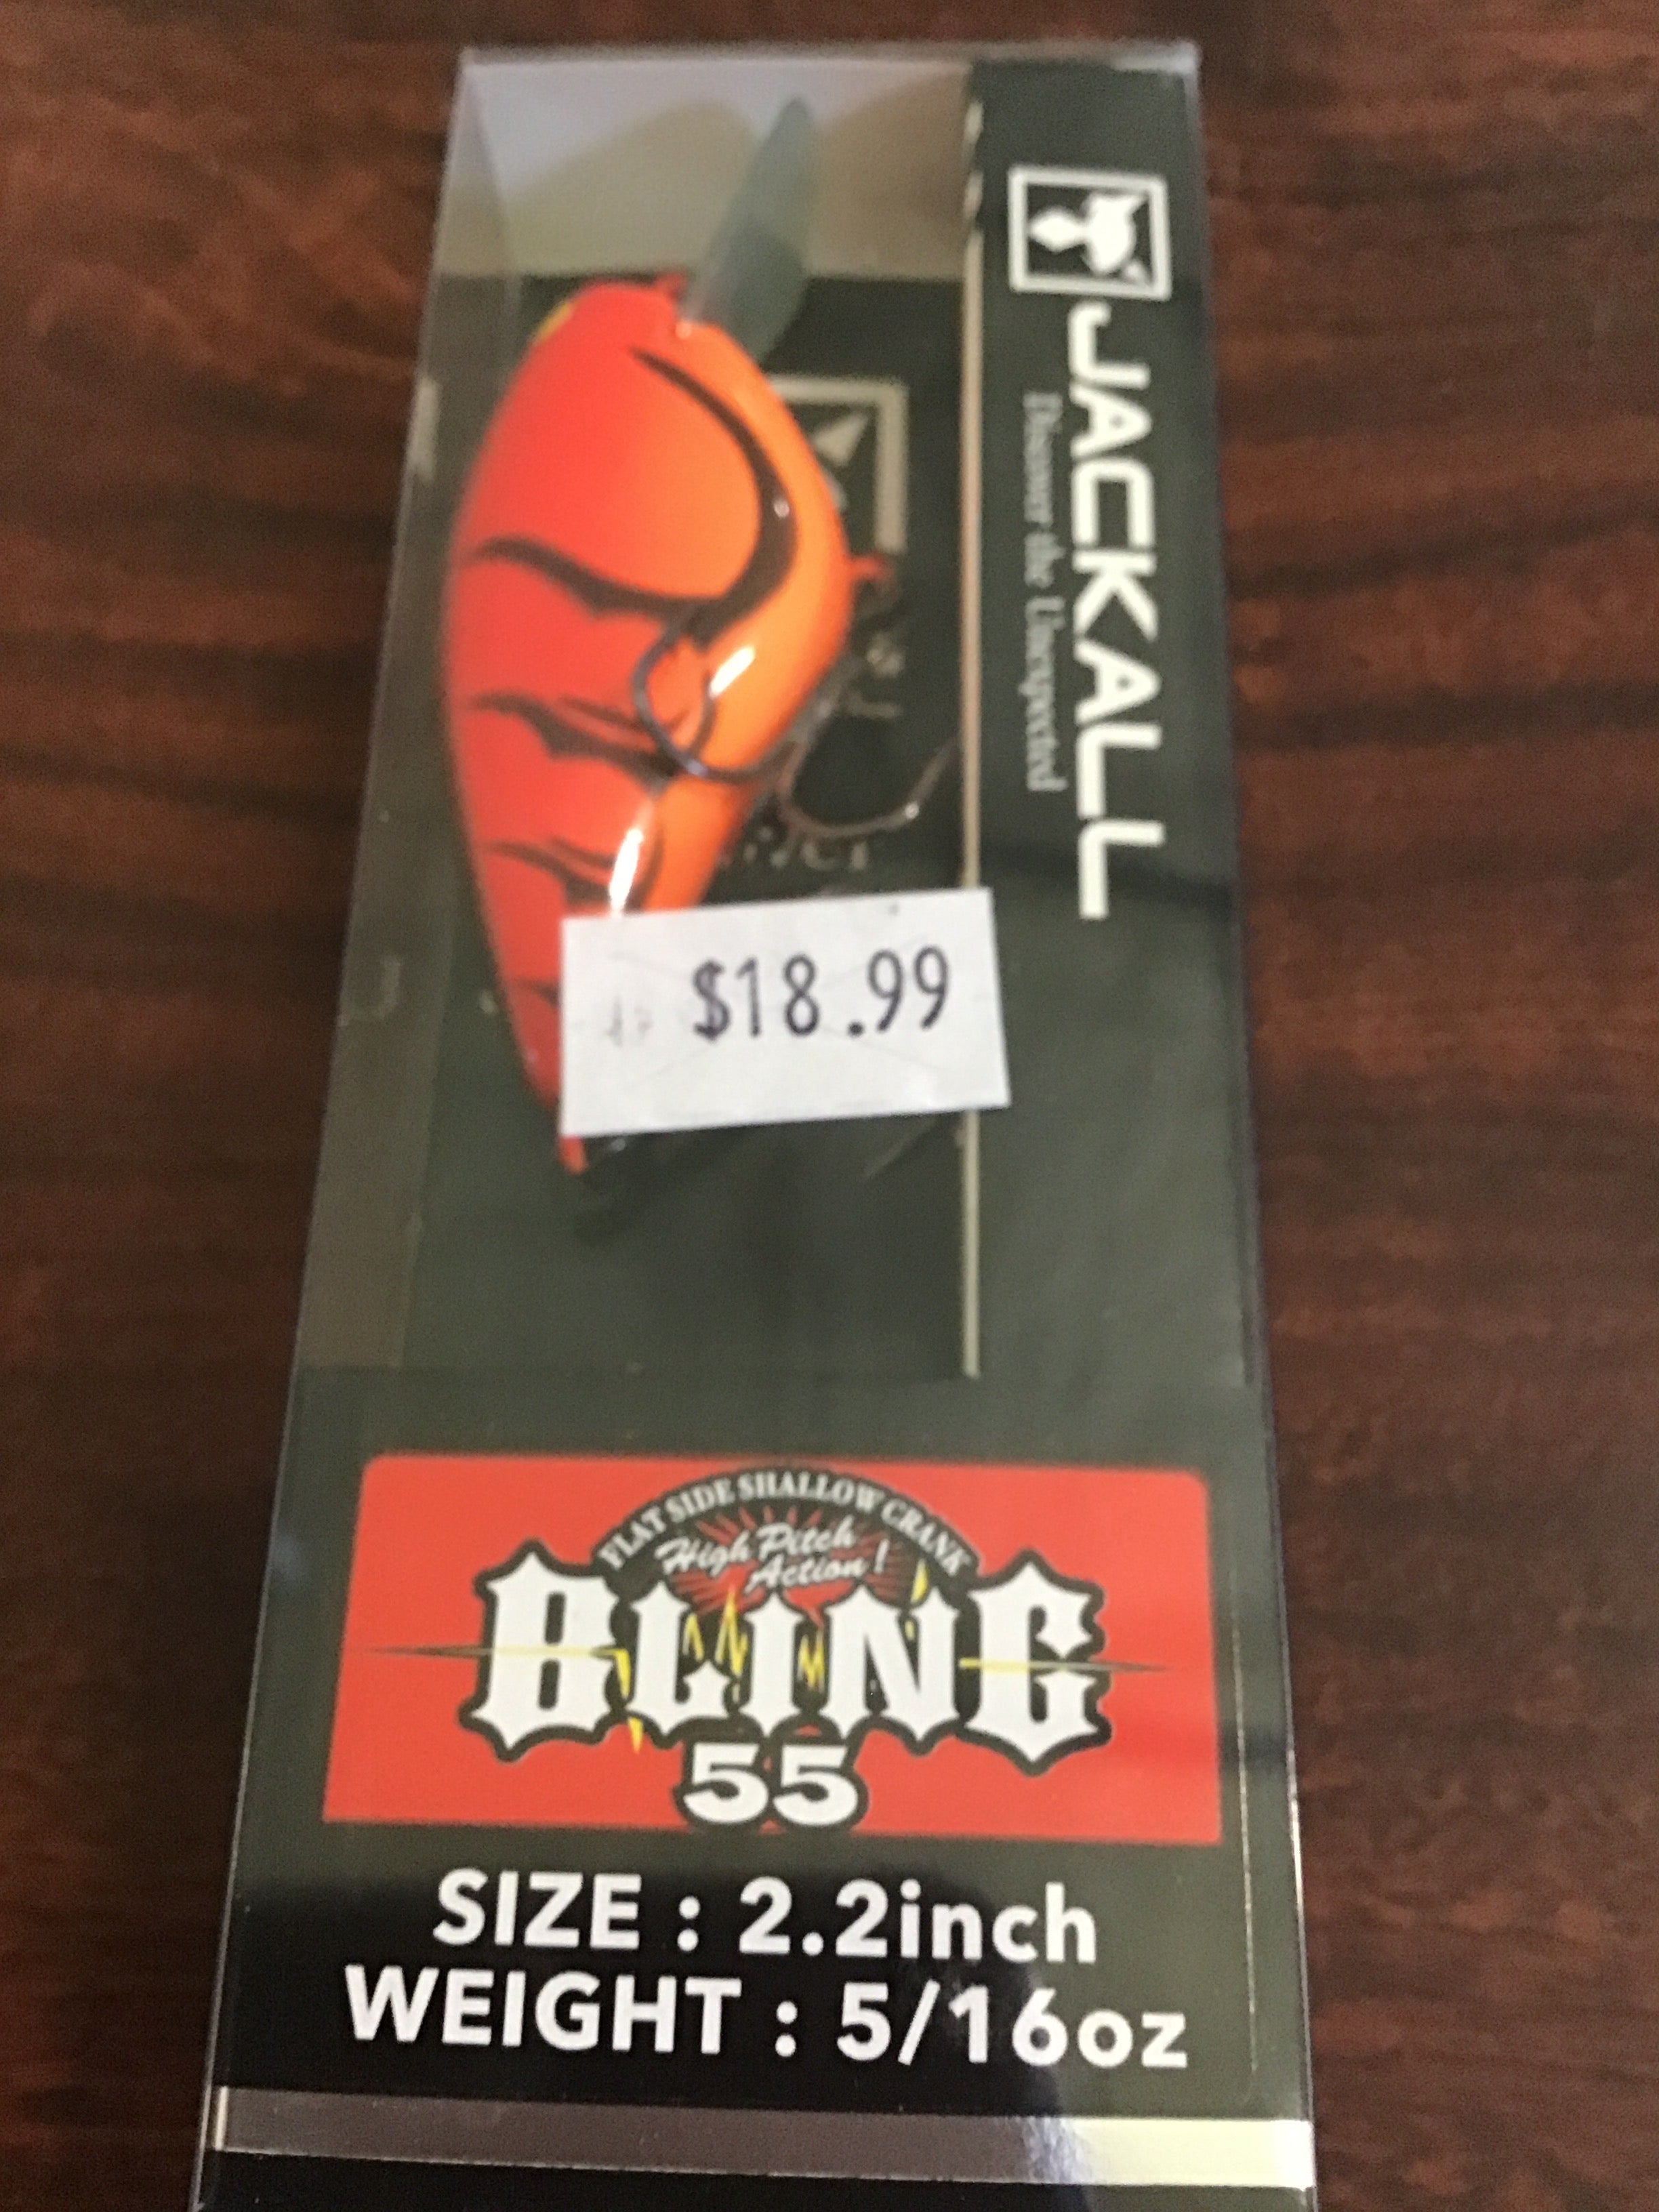 JACKALL
Discover the Unexpected
$18.99
FLAT SIDE SHALLOW CRANK
High Pitch
Action!
BLING
55
SIZE : 2.2inch
WEIGHT : 5/16oz